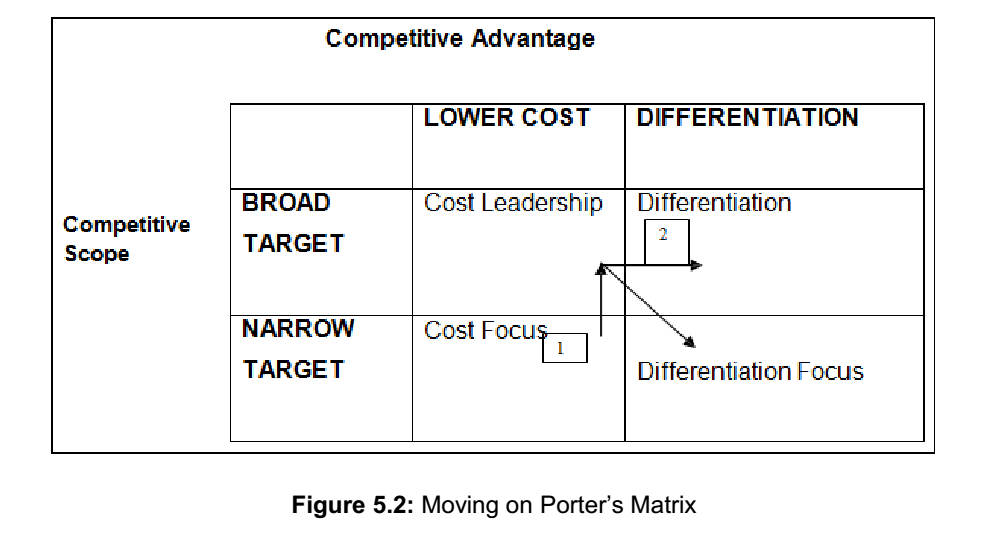 Competitive Advantage
LOWER COST
DIFFERENTIATION
Competitive
Scope
BROAD
TARGET
Cost Leadership
Differentiation
2
NARROW
TARGET
Cost Focus
1
Differentiation Focus
Figure 5.2: Moving on Porter's Matrix